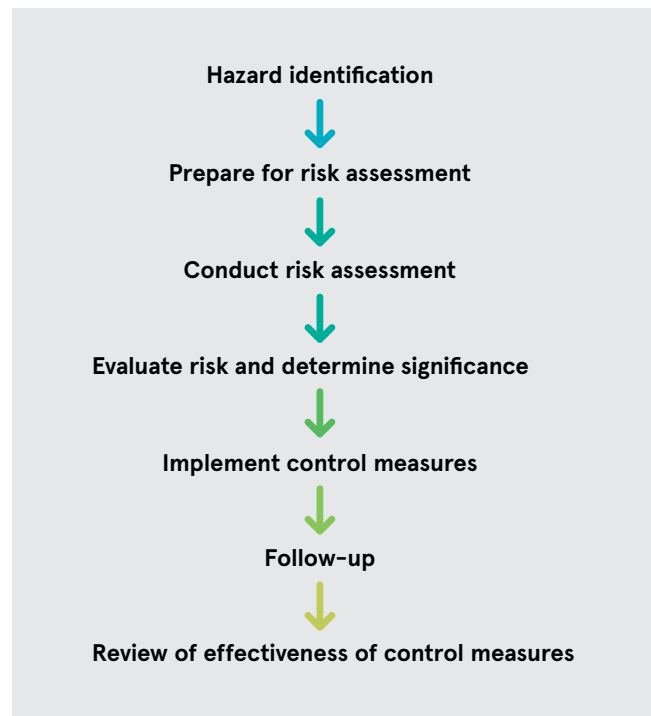 Hazard identification
Prepare for risk assessment
Conduct risk assessment
Evaluate risk and determine significance
Implement control measures
Follow-up
Review of effectiveness of control measures